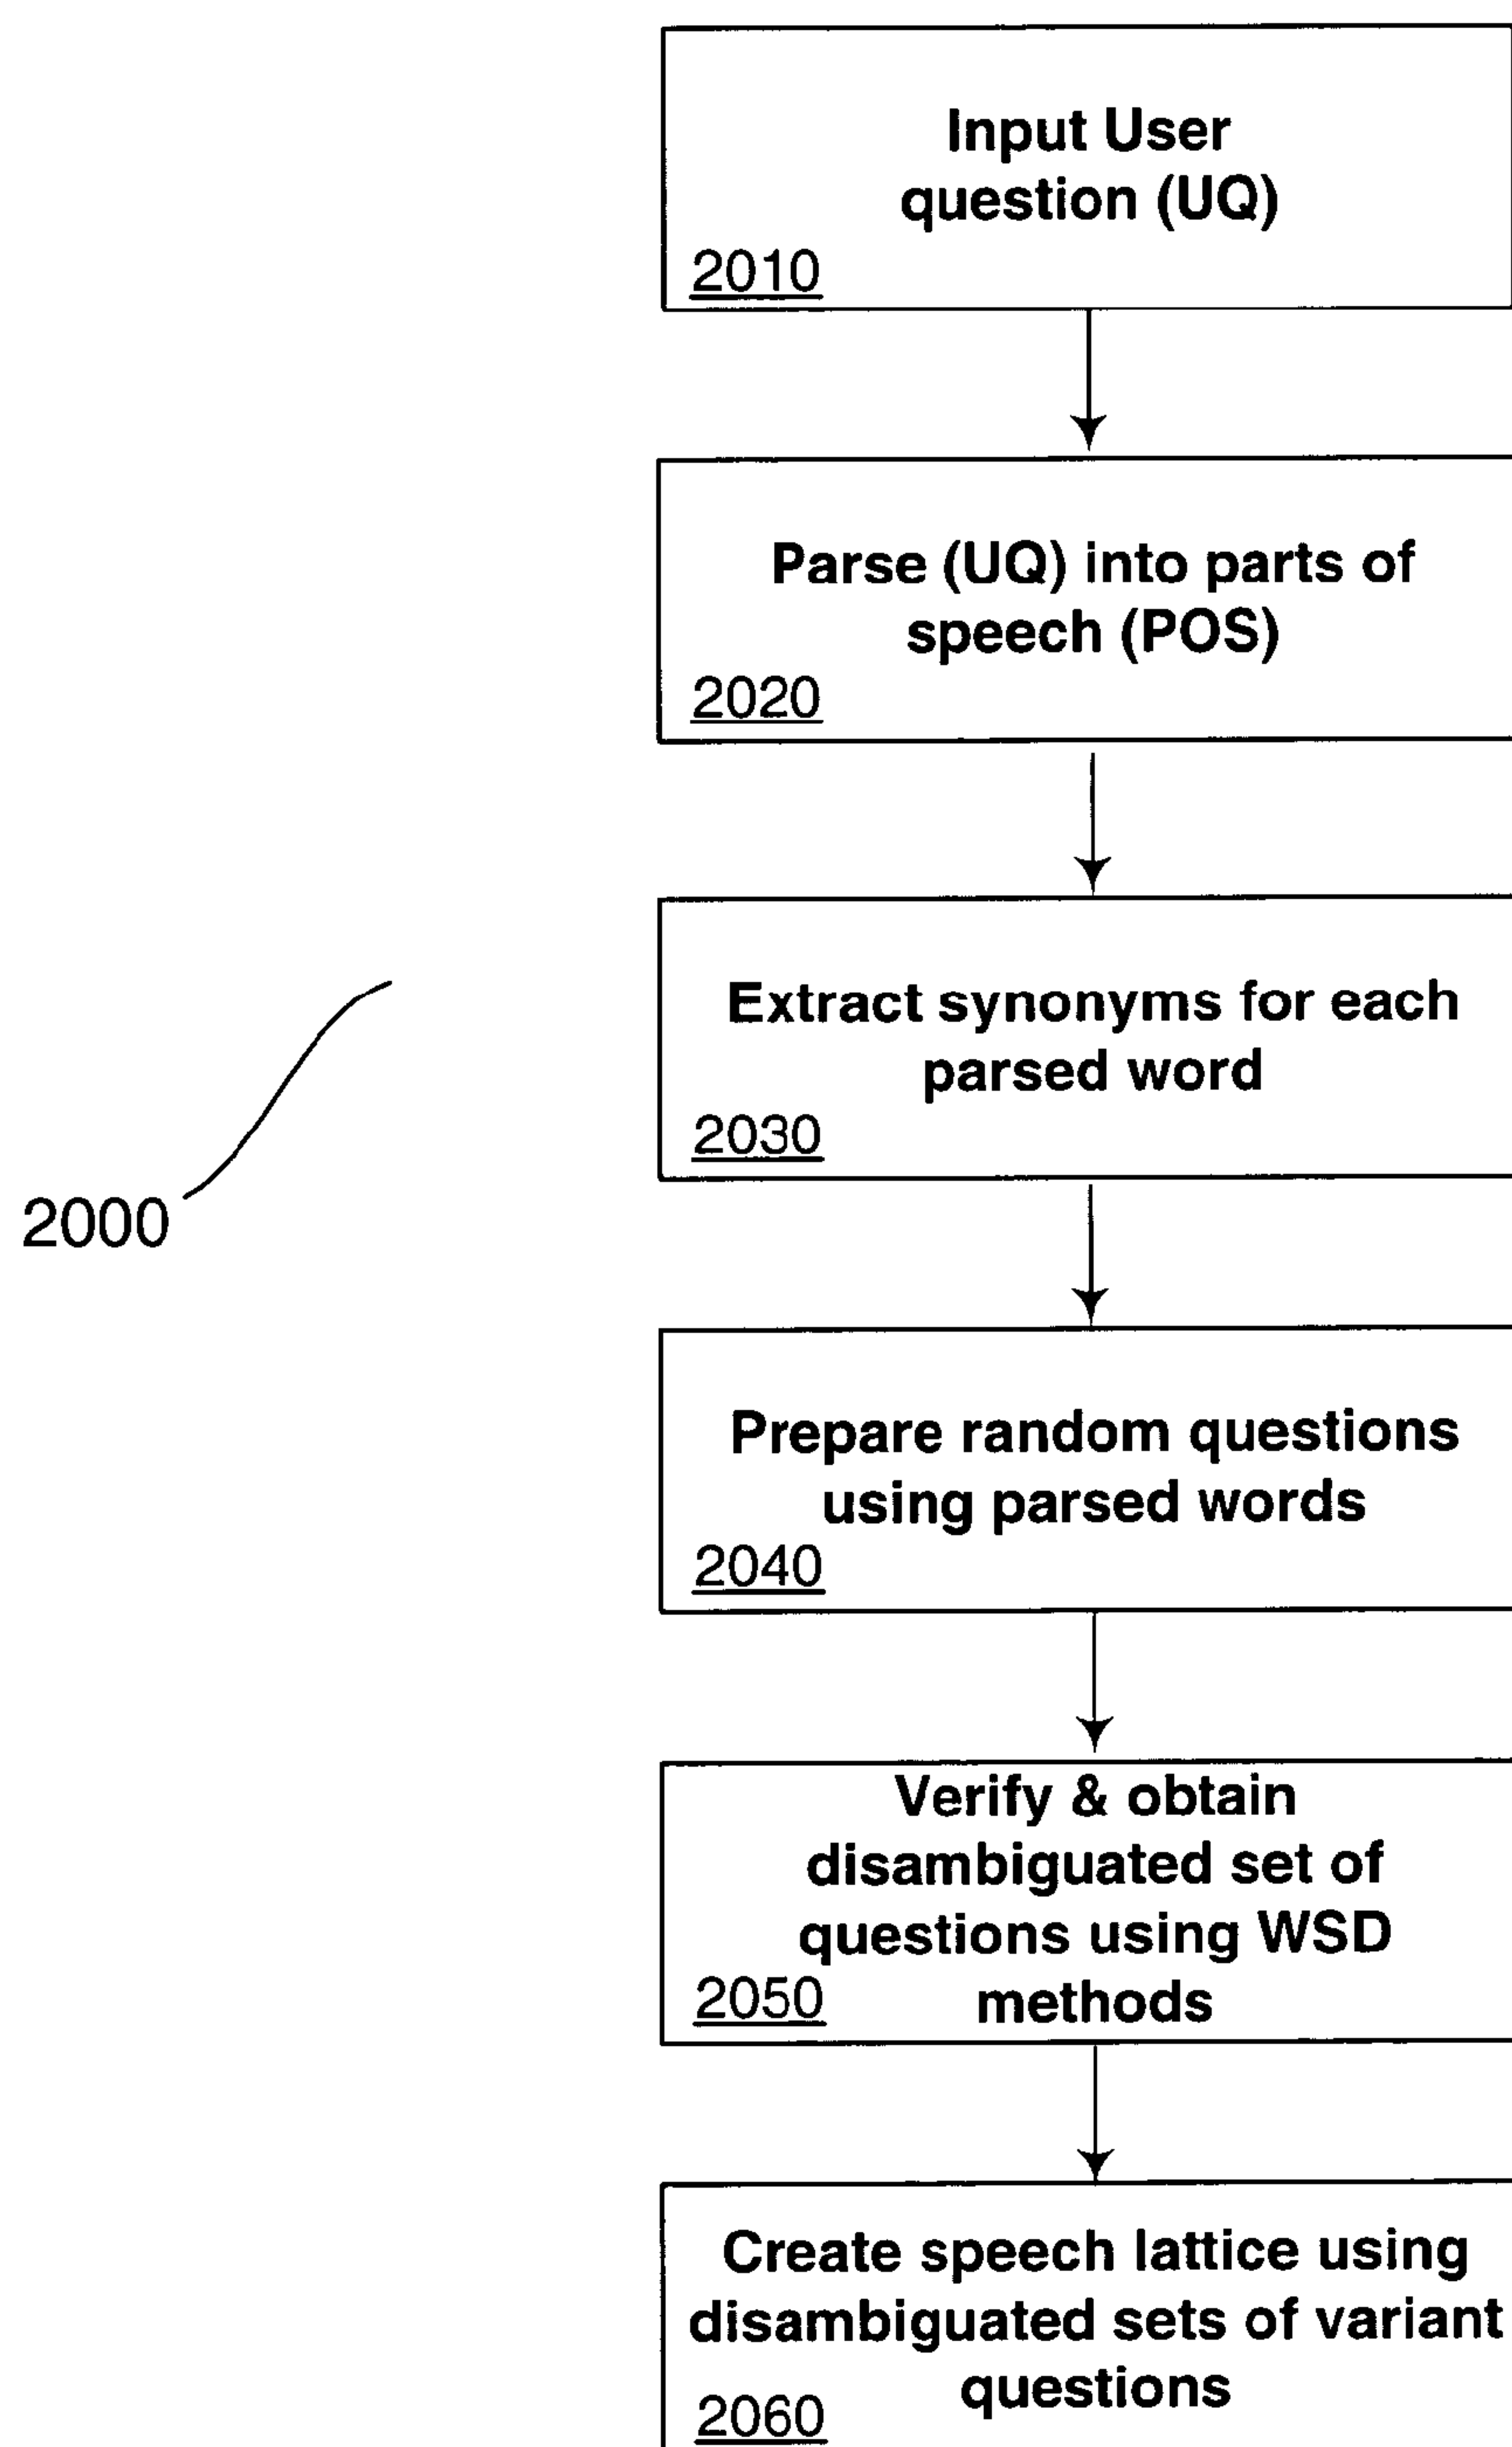 Input User
question (UQ)
2010
Parse (UQ) into parts of
speech (POS)
2020
Extract synonyms for each
parsed word
2030
2000
Prepare random questions
using parsed words
2040
Verify & obtain
disambiguated set of
questions using WSD
methods
2050
Create speech lattice using
disambiguated sets of variant
questions
2060